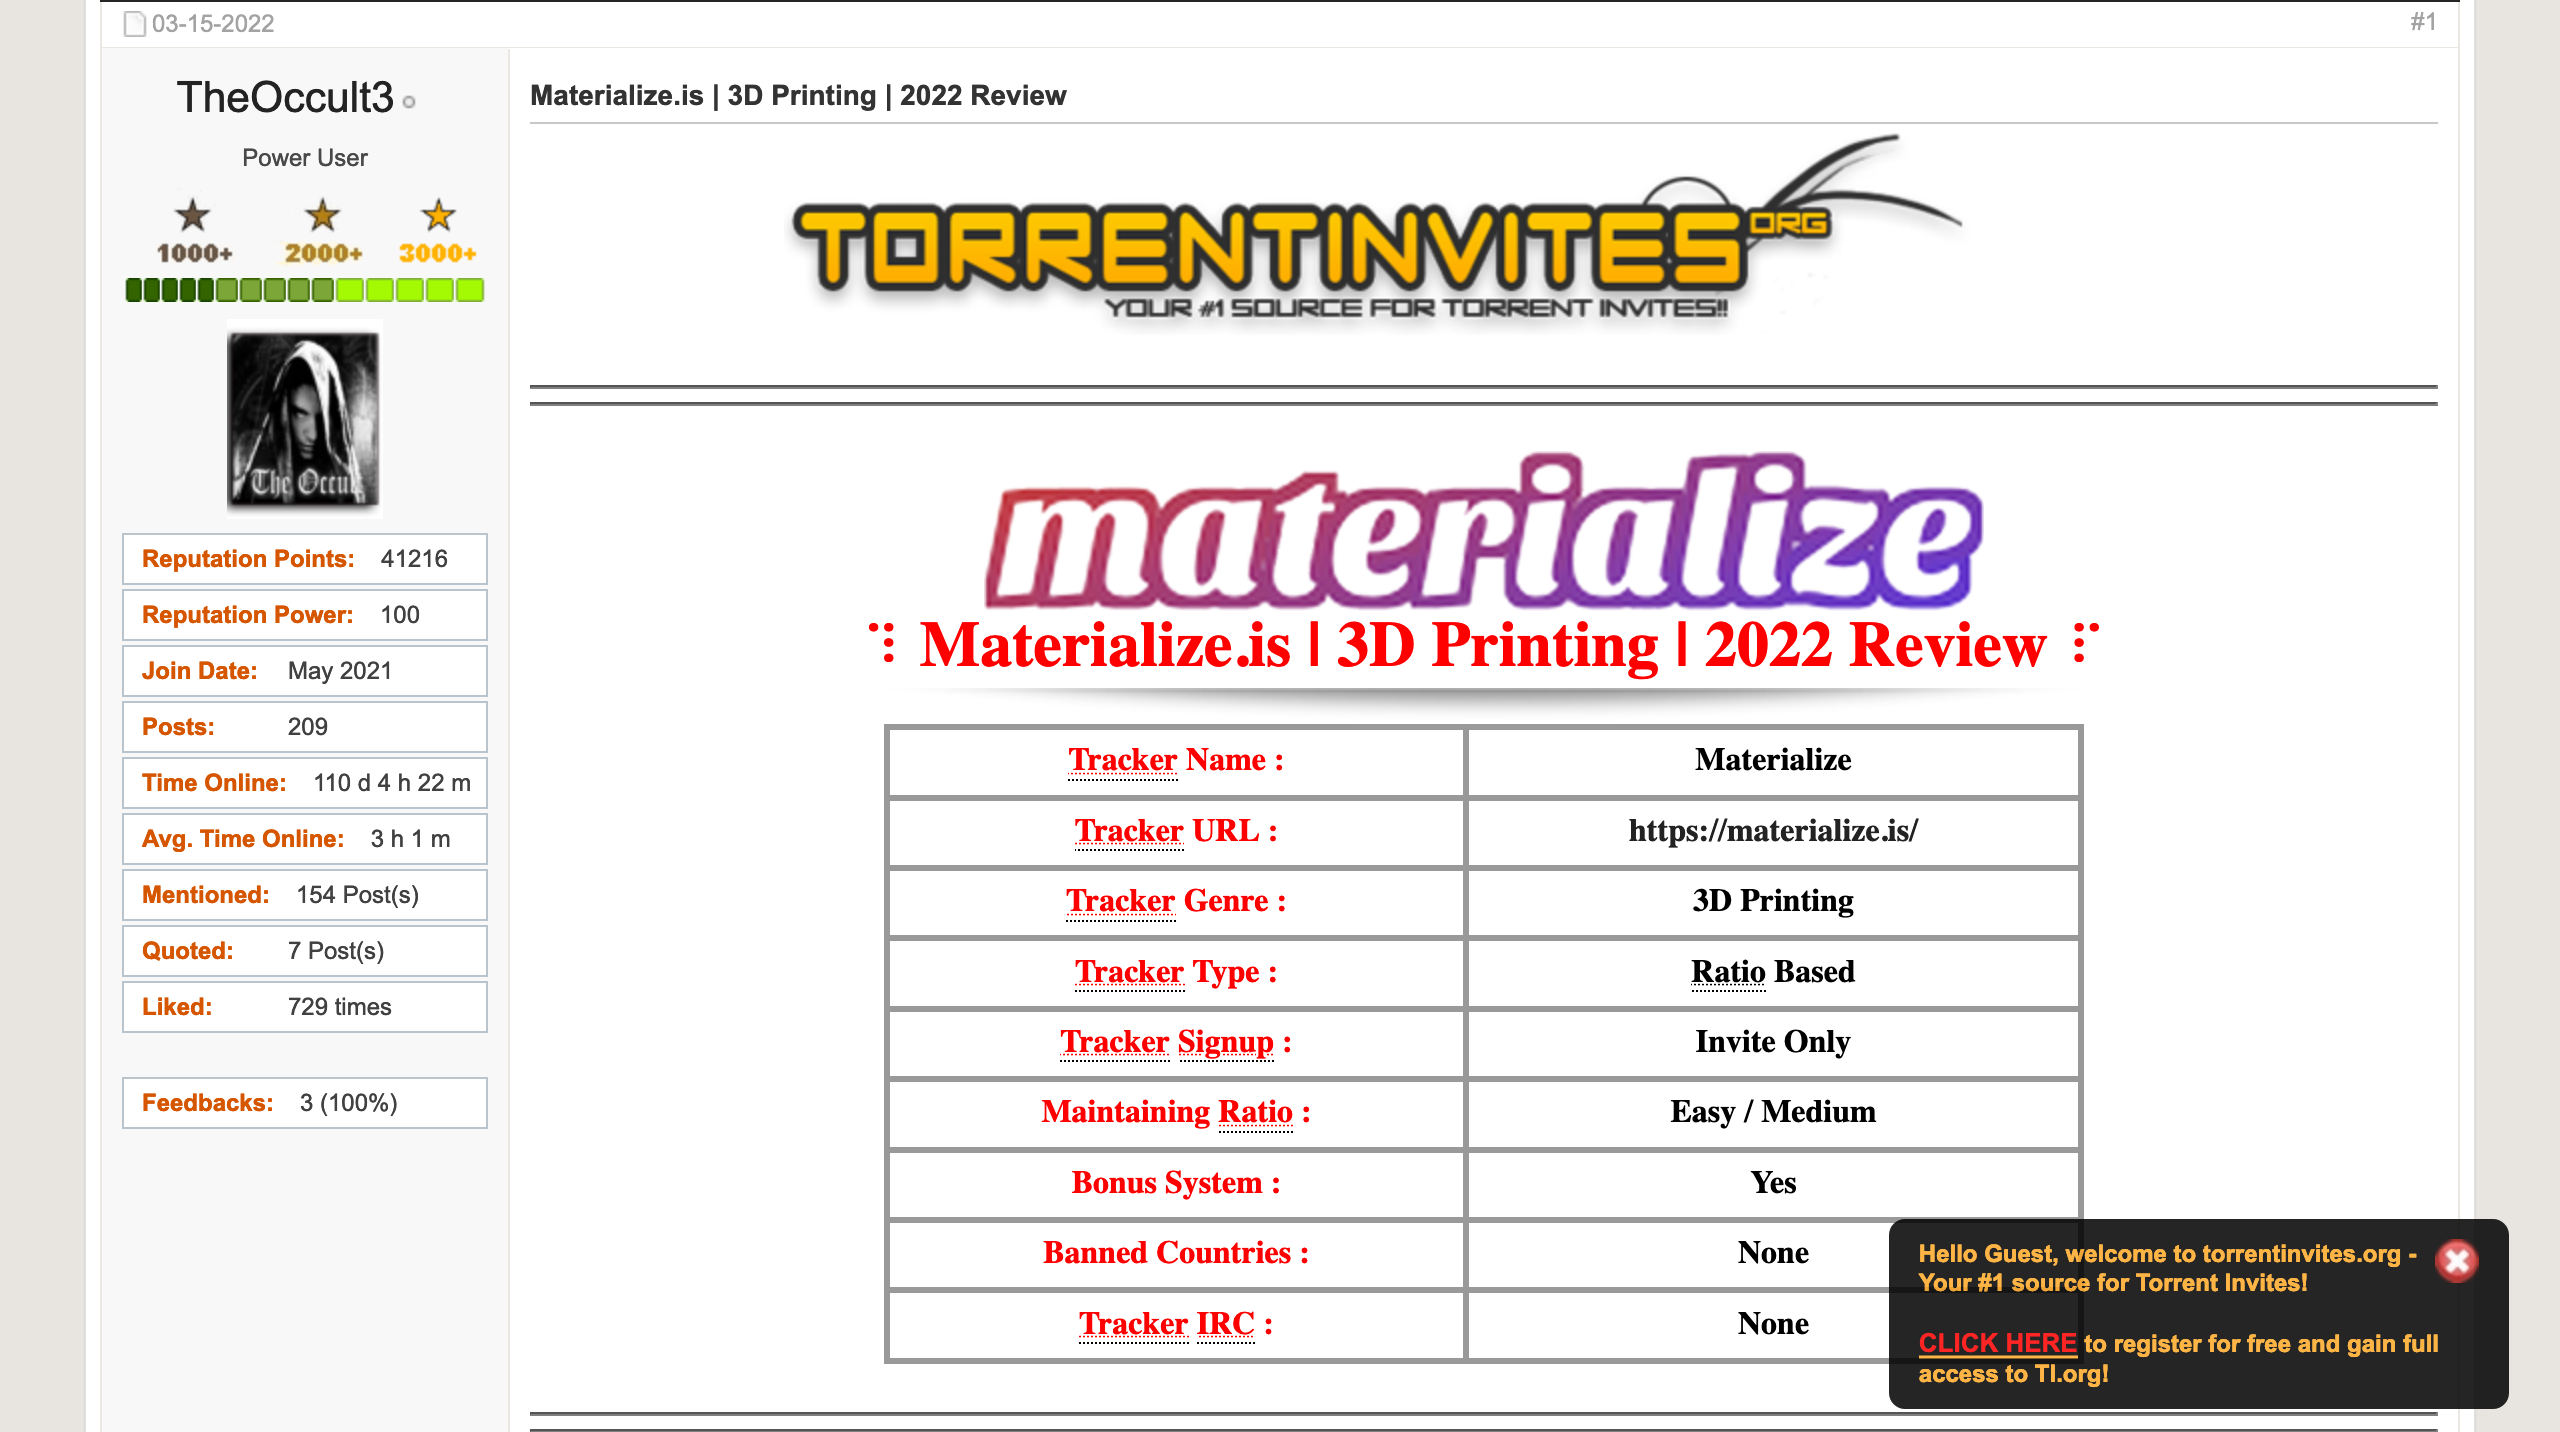 03-15-2022
#1
TheOccult3
Power User
1000+ 2000+ 3000+
The Occult
Reputation Points: 41216
Reputation Power: 100
Join Date: May 2021
Posts: 209
Time Online: 110 d 4 h 22 m
Avg. Time Online: 3 h 1 m
Mentioned: 154 Post(s)
Quoted: 7 Post(s)
Liked: 729 times
Feedbacks: 3 (100%)
Materialize.is | 3D Printing | 2022 Review
TORRENTINVITES ORG
YOUR #1 SOURCE FOR TORRENT INVITES!!
materialize
Materialize.is | 3D Printing | 2022 Review
Tracker Name : Materialize
Tracker URL : https://materialize.is/
Tracker Genre : 3D Printing
Tracker Type : Ratio Based
Tracker Signup : Invite Only
Maintaining Ratio : Easy / Medium
Bonus System : Yes
Banned Countries : None
Tracker IRC : None
Hello Guest, welcome to torrentinvites.org -
Your #1 source for Torrent Invites!
CLICK HERE to register for free and gain full
access to TI.org!